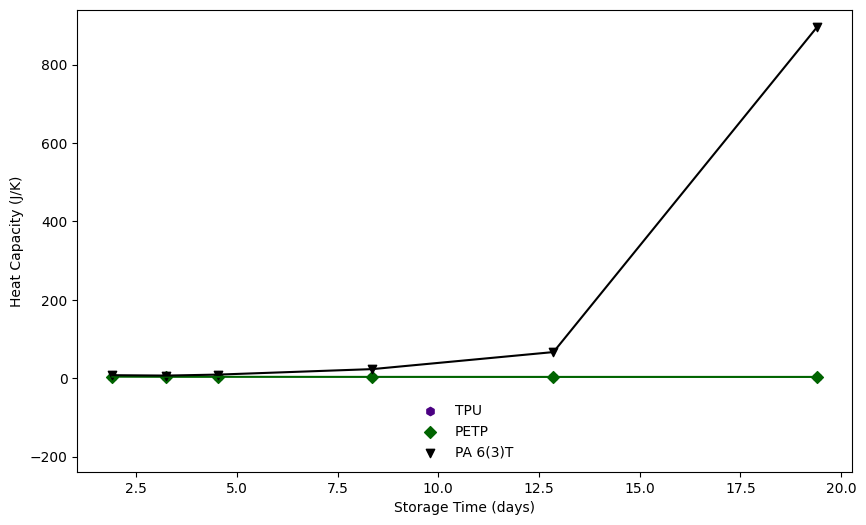 800
600
400
200
0
−200
Heat Capacity (J/K)
TPU
PETP
PA 6(3)T
2.5 5.0 7.5 10.0 12.5 15.0 17.5 20.0
Storage Time (days)